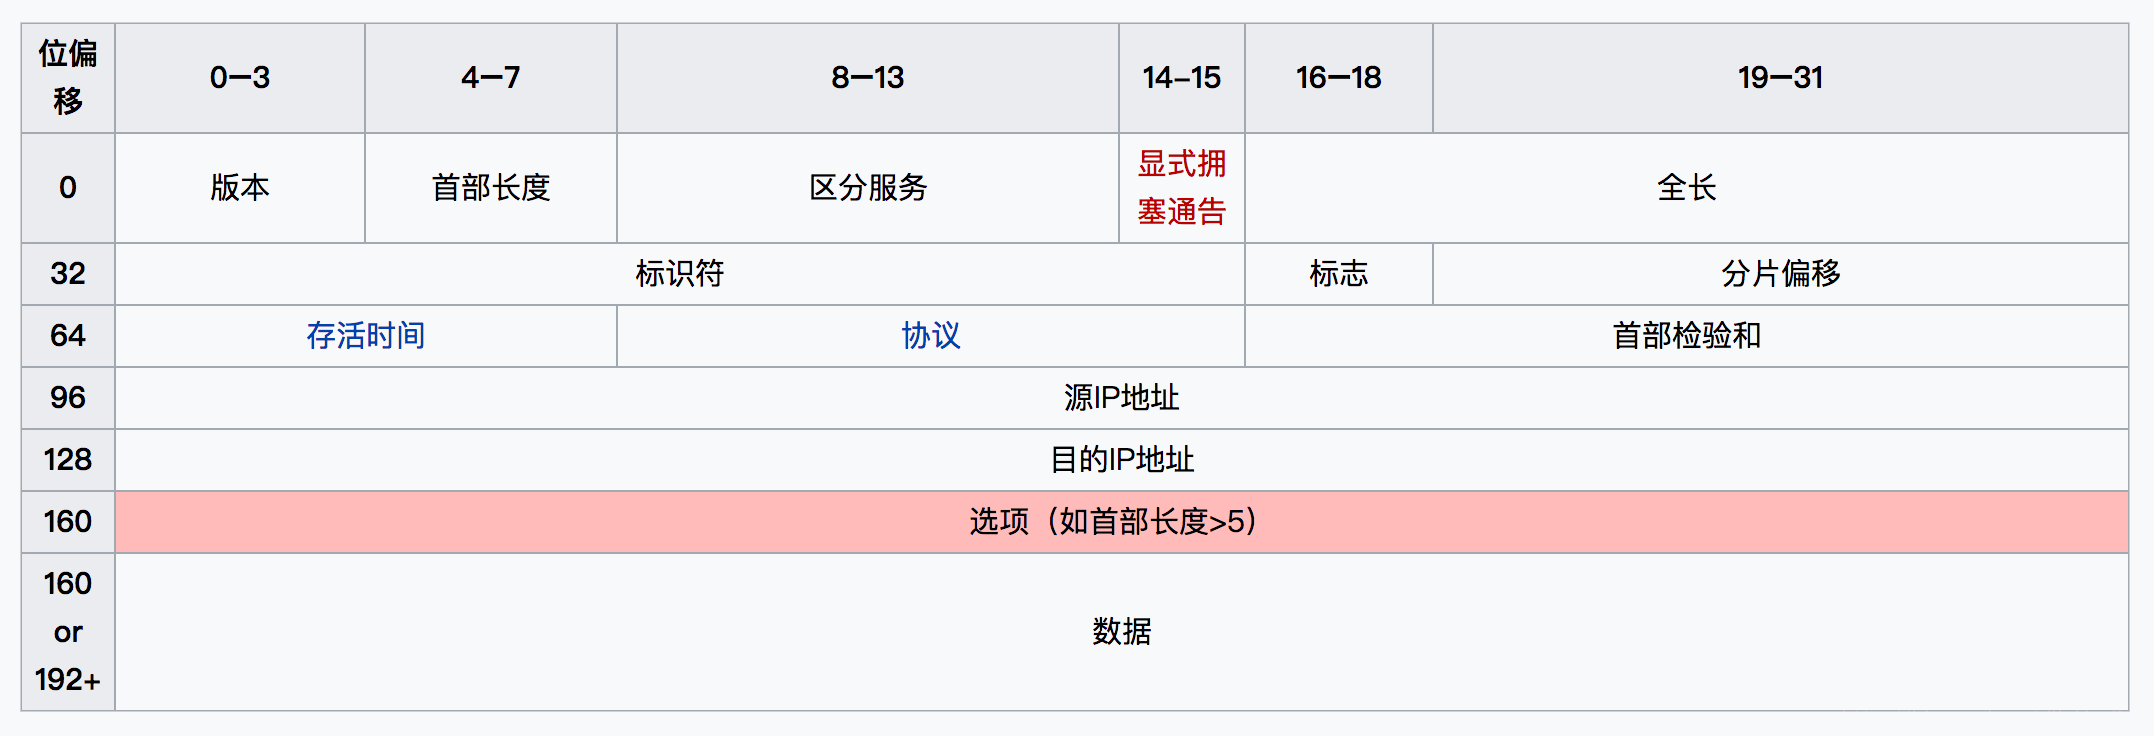 位偏移 0—3 4—7 8—13 14–15 16—18 19—31
0 版本 首部长度 区分服务 显式拥塞通告 全长
32 标识符 标志 分片偏移
64 存活时间 协议 首部检验和
96 源IP地址
128 目的IP地址
160 选项（如首部长度>5）
160 or 192+ 数据